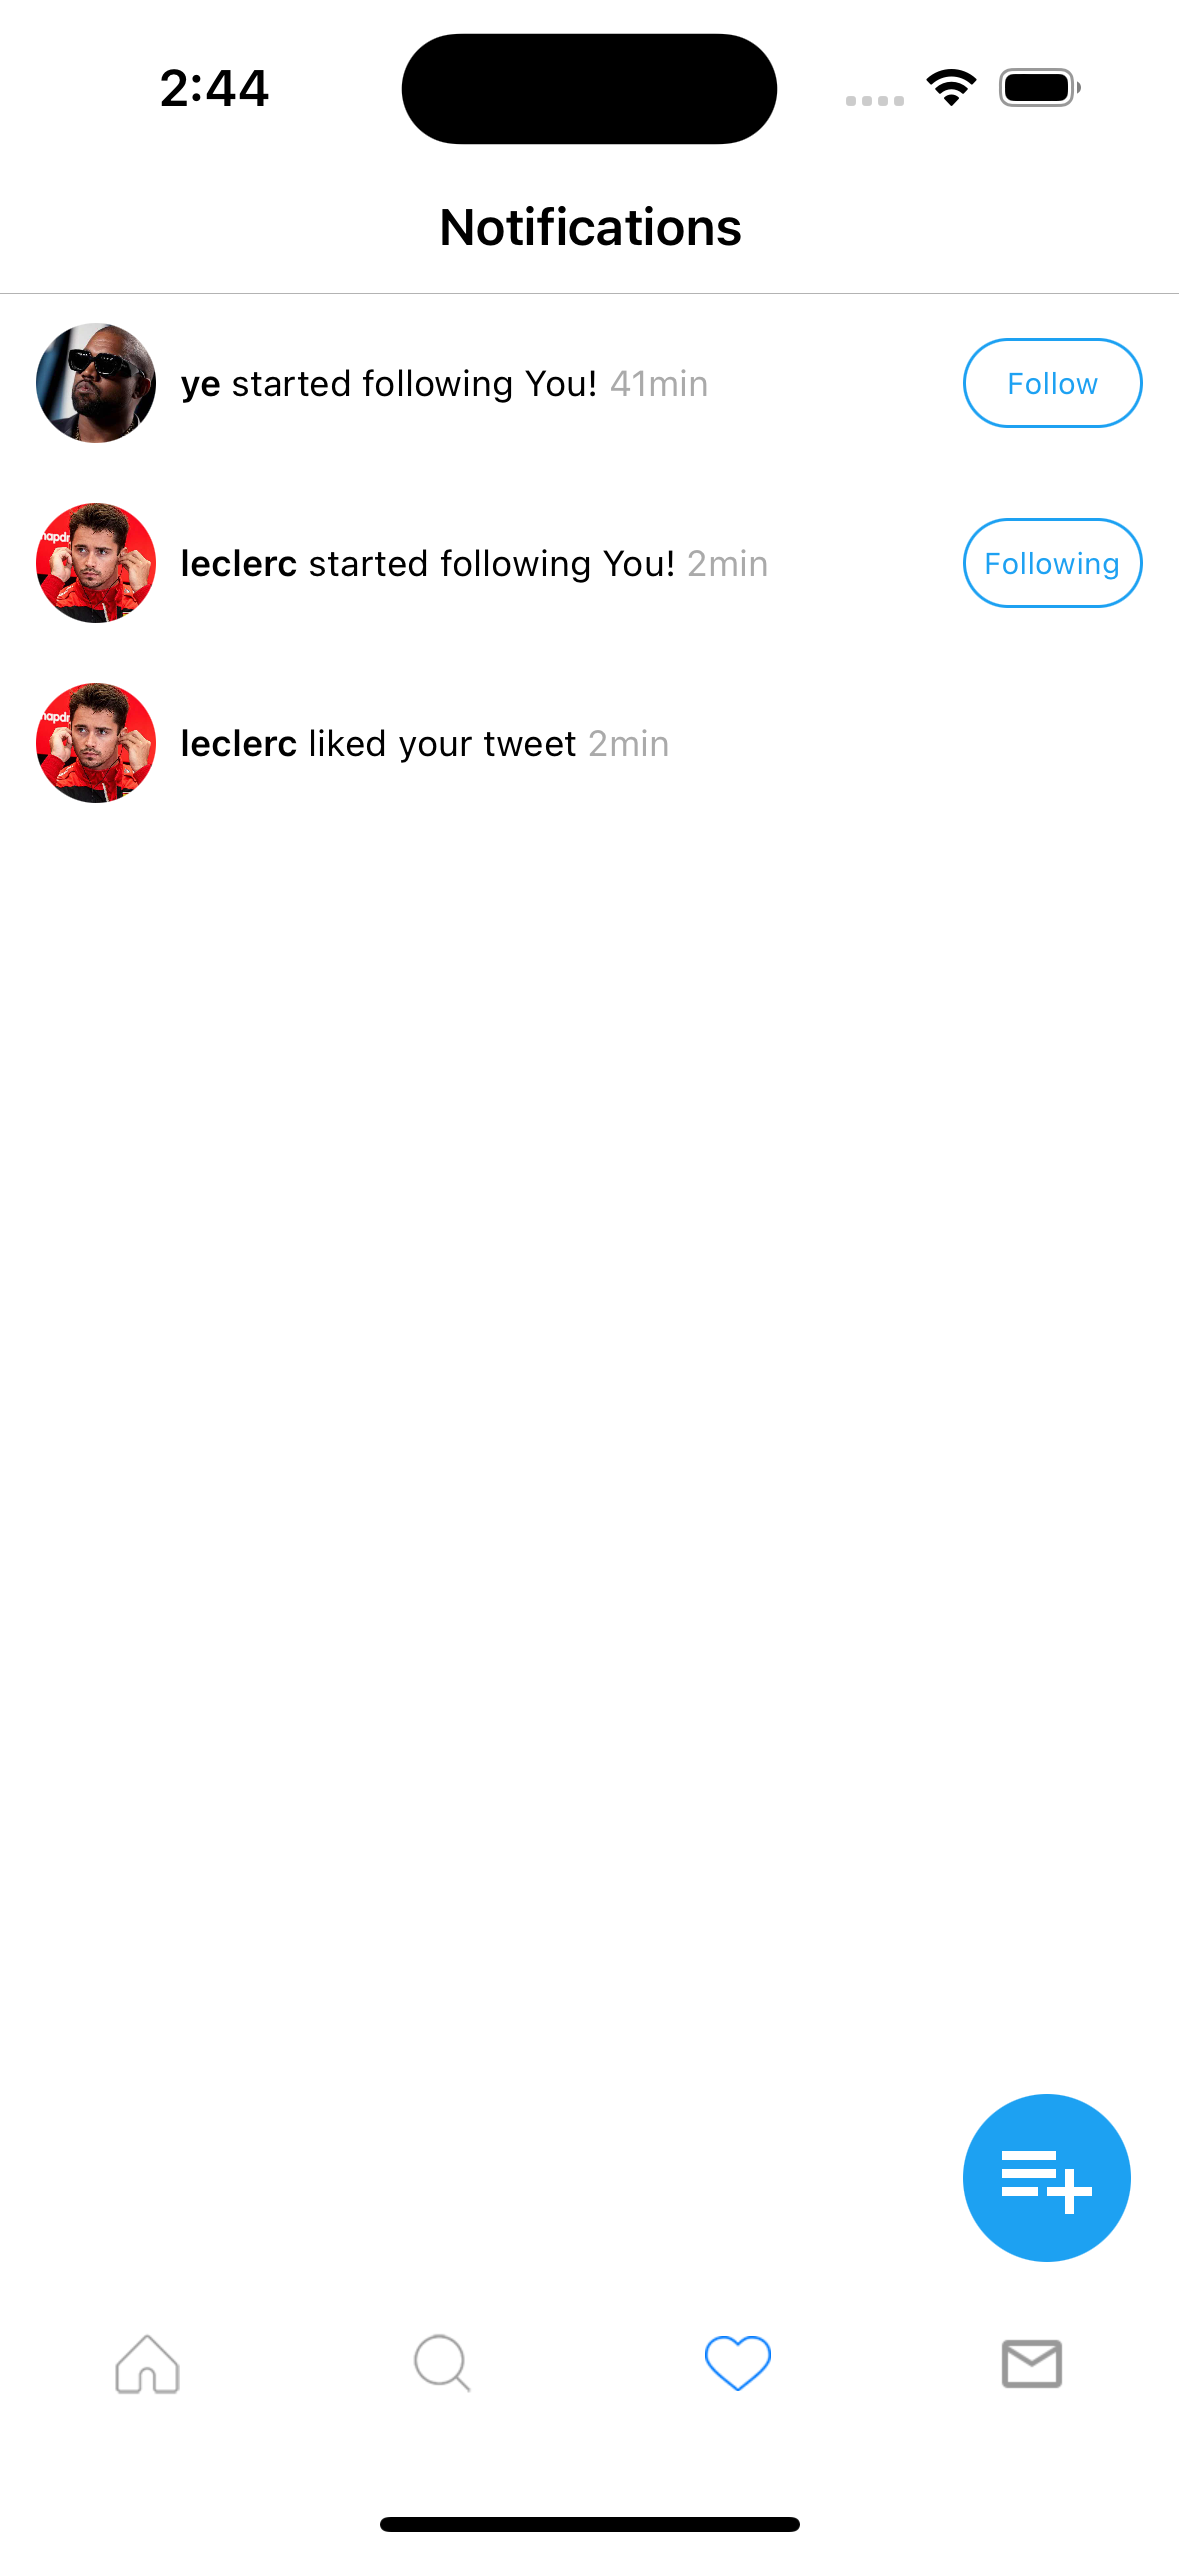 2:44
Notifications
ye started following You! 41min
Follow
leclerc started following You! 2min
Following
leclerc liked your tweet 2min